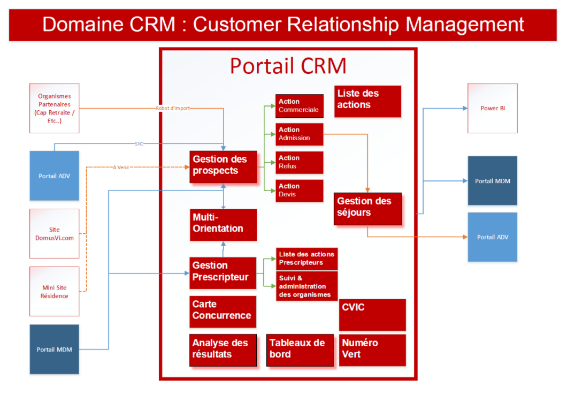 Domaine CRM : Customer Relationship Management
Portail CRM
Organismes
Partenaires
(Cap Retraite /
Etc..)
Robot d'import
Portail ADV
Site
DomusVi.com
Mini Site
Résidence
Portail MDM
Gestion des
prospects
Multi-
Orientation
Gestion
Prescripteur
Carte
Concurrence
Analyse des
résultats
Action
Commerciale
Action
Admission
Action
Refus
Action
Devis
Liste des actions
Prescripteurs
Suivi &
administration
des organismes
Tableaux de
bord
Liste des
actions
Gestion des
séjours
CVIC
Numéro
Vert
Power BI
Portail MDM
Portail ADV